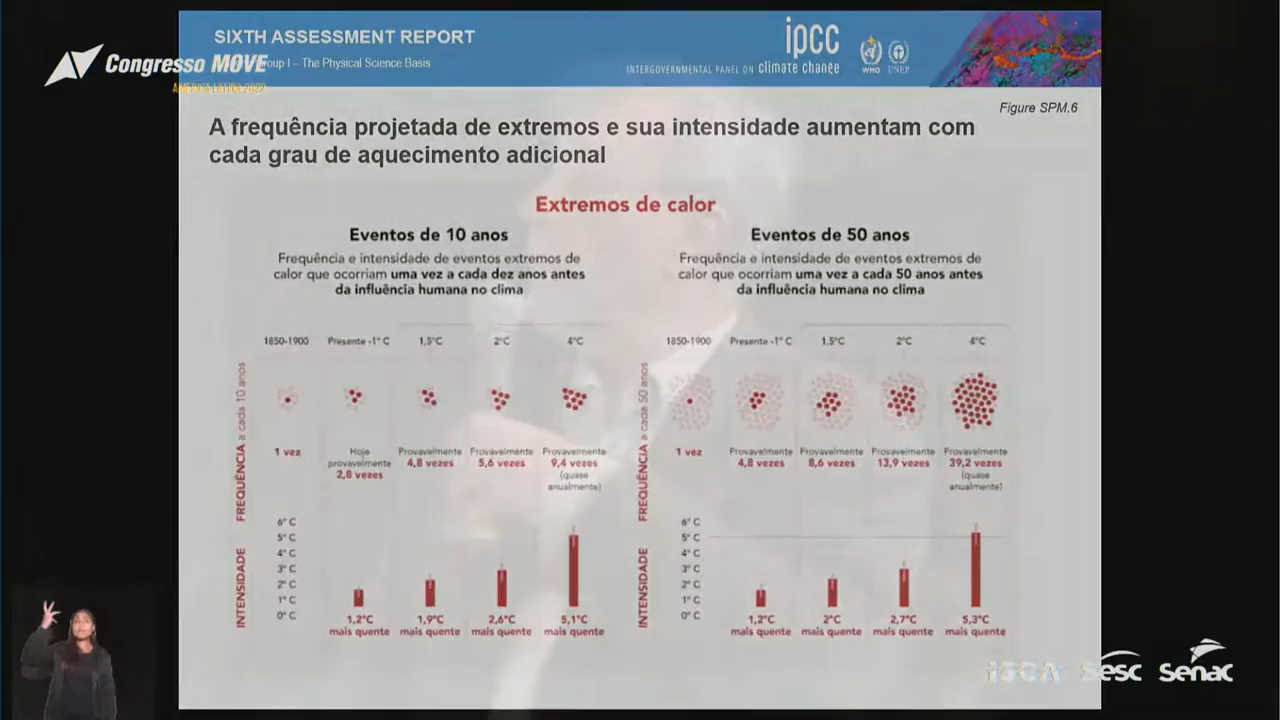 SIXTH ASSESSMENT REPORT
Group I – The Physical Science Basis
ipcc
INTERGOVERNMENTAL PANEL ON climate change
WMO UNEP
Congresso MOVE
AMÉRICA LATINA 2022
Figure SPM.6
A frequência projetada de extremos e sua intensidade aumentam com
cada grau de aquecimento adicional
Extremos de calor
Eventos de 10 anos
Frequência e intensidade de eventos extremos de
calor que ocorriam uma vez a cada dez anos antes
da influência humana no clima
1850-1900 Presente -1° C 1,5°C 2°C 4°C
FREQUÊNCIA a cada 10 anos
1 vez
Hoje
provavelmente
2,8 vezes
Provavelmente
4,8 vezes
Provavelmente
5,6 vezes
Provavelmente
9,4 vezes
(quase
anualmente)
INTENSIDADE
6° C
5° C
4° C
3° C
2° C
1° C
0° C
1,2°C
mais quente
1,9°C
mais quente
2,6°C
mais quente
5,1°C
mais quente
Eventos de 50 anos
Frequência e intensidade de eventos extremos de
calor que ocorriam uma vez a cada 50 anos antes
da influência humana no clima
1850-1900 Presente -1° C 1,5°C 2°C 4°C
FREQUÊNCIA a cada 50 anos
1 vez
Provavelmente
4,8 vezes
Provavelmente
8,6 vezes
Provavelmente
13,9 vezes
Provavelmente
39,2 vezes
(quase
anualmente)
INTENSIDADE
6° C
5° C
4° C
3° C
2° C
1° C
0° C
1,2°C
mais quente
2°C
mais quente
2,7°C
mais quente
5,3°C
mais quente
ISCA Sesc Senac